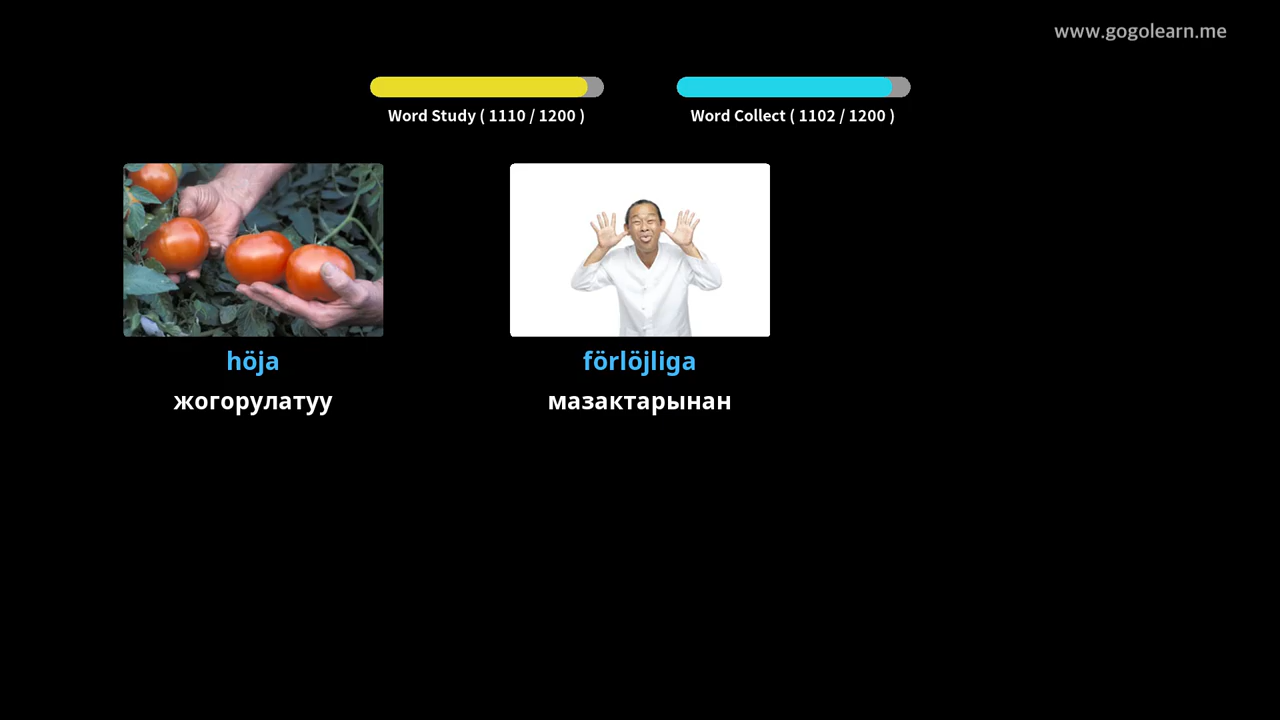 www.gogolearn.me
Word Study ( 1110 / 1200 )
Word Collect ( 1102 / 1200 )
höja
förlöjliga
жогорулатуу
мазактарынан